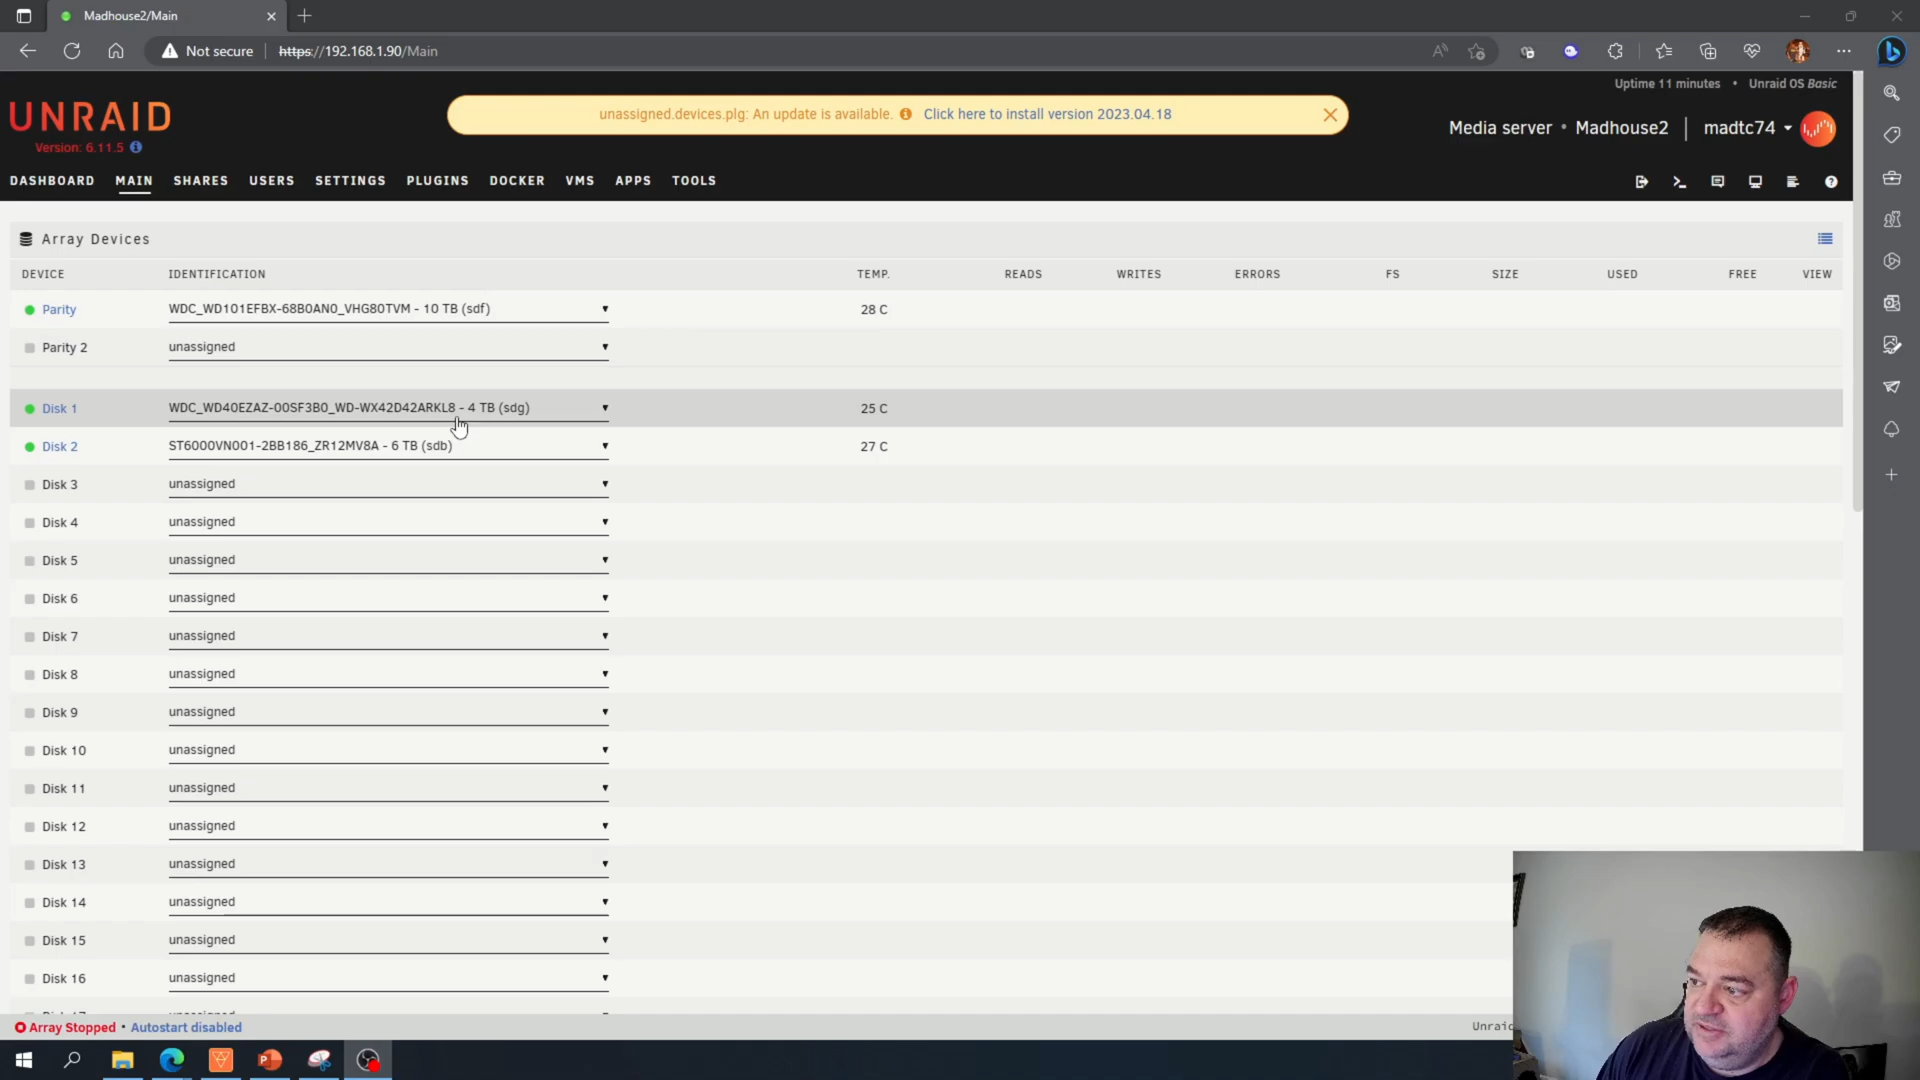 Madhouse2/Main
Not secure
https://192.168.1.90/Main
Uptime 11 minutes • Unraid OS Basic
UNRAID
Version: 6.11.5
unassigned.devices.plg: An update is available. Click here to install version 2023.04.18
Media server • Madhouse2
madtc74
DASHBOARD MAIN SHARES USERS SETTINGS PLUGINS DOCKER VMS APPS TOOLS
Array Devices
DEVICE IDENTIFICATION TEMP. READS WRITES ERRORS FS SIZE USED FREE VIEW
Parity WDC_WD101EFBX-68B0AN0_VHG80TVM - 10 TB (sdf) 28 C
Parity 2 unassigned
Disk 1 WDC_WD40EZAZ-00SF3B0_WD-WX42D42ARKL8 - 4 TB (sdg) 25 C
Disk 2 ST6000VN001-2BB186_ZR12MV8A - 6 TB (sdb) 27 C
Disk 3 unassigned
Disk 4 unassigned
Disk 5 unassigned
Disk 6 unassigned
Disk 7 unassigned
Disk 8 unassigned
Disk 9 unassigned
Disk 10 unassigned
Disk 11 unassigned
Disk 12 unassigned
Disk 13 unassigned
Disk 14 unassigned
Disk 15 unassigned
Disk 16 unassigned
Array Stopped • Autostart disabled